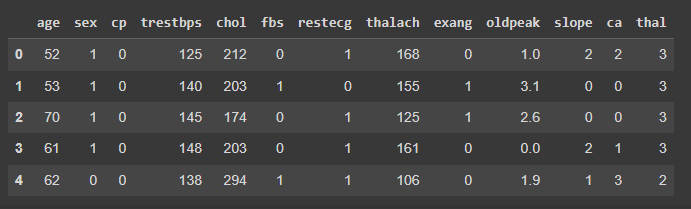 age sex cp trestbps chol fbs restecg thalach exang oldpeak slope ca thal
0 52 1 0 125 212 0 1 168 0 1.0 2 2 3
1 53 1 0 140 203 1 0 155 1 3.1 0 0 3
2 70 1 0 145 174 0 1 125 1 2.6 0 0 3
3 61 1 0 148 203 0 1 161 0 0.0 2 1 3
4 62 0 0 138 294 1 1 106 0 1.9 1 3 2